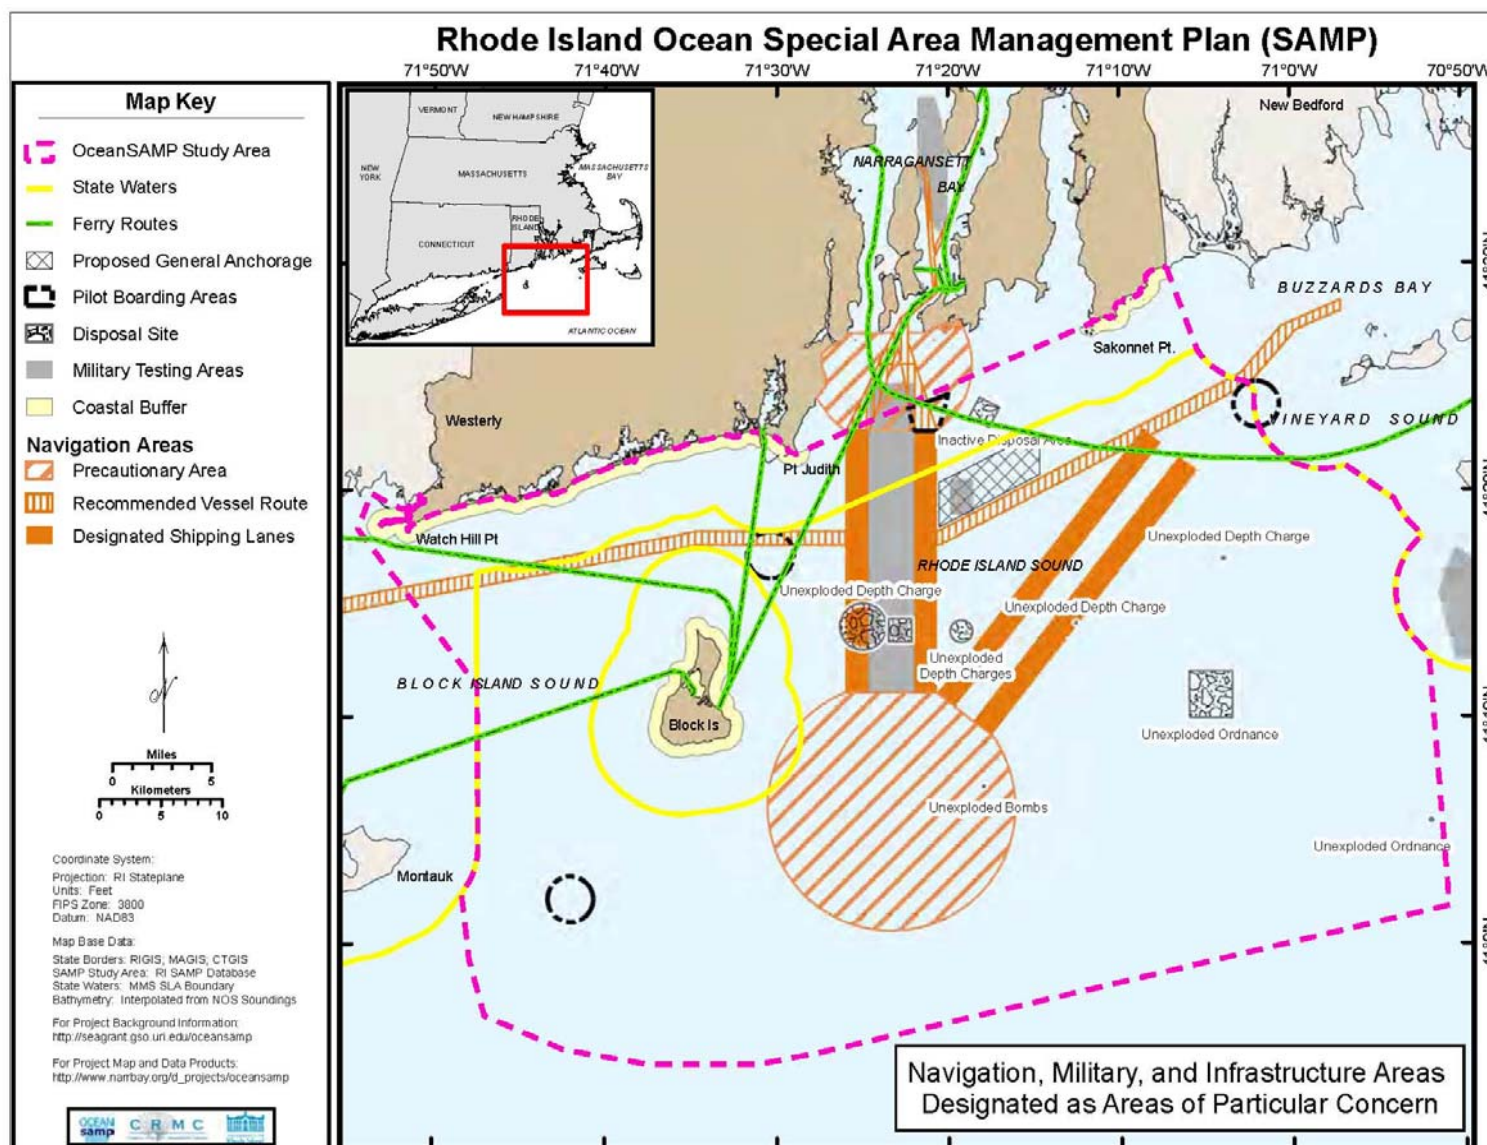 Rhode Island Ocean Special Area Management Plan (SAMP)
71°50'W
71°40'W
71°30'W
71°20'W
71°10'W
71°0'W
70°50'W
Map Key
OceanSAMP Study Area
State Waters
Ferry Routes
Proposed General Anchorage
Pilot Boarding Areas
Disposal Site
Military Testing Areas
Coastal Buffer
Navigation Areas
Precautionary Area
Recommended Vessel Route
Designated Shipping Lanes
Miles
0 5
Kilometers
0 5 10
Coordinate System:
Projection: RI Stateplane
Units: Feet
FIPS Zone: 3800
Datum: NAD83
Map Base Data:
State Borders: RIGIS; MAGIS; CTGIS
SAMP Study Area: RI SAMP Database
State Waters: MMS SLA Boundary
Bathymetry: Interpolated from NOS Soundings
For Project Background Information:
http://seagrant.gso.uri.edu/oceansamp
For Project Map and Data Products:
http://www.narrbay.org/d_projects/oceansamp
OCEAN
samp
CRMC
VERMONT
NEW HAMPSHIRE
NEW
YORK
MASSACHUSETTS
MASSACHUSETTS
BAY
RHODE
ISLAND
CONNECTICUT
ATLANTIC OCEAN
New Bedford
NARRAGANSETT
BAY
BUZZARDS BAY
Sakonnet Pt.
VINEYARD SOUND
Westerly
Inactive Disposal Area
Pt Judith
Watch Hill Pt
Unexploded Depth Charge
RHODE ISLAND SOUND
Unexploded Depth Charge
Unexploded Depth Charge
Unexploded
Depth Charges
BLOCK ISLAND SOUND
Block Is
Unexploded Ordnance
Unexploded Bombs
Unexploded Ordnance
Montauk
Navigation, Military, and Infrastructure Areas
Designated as Areas of Particular Concern